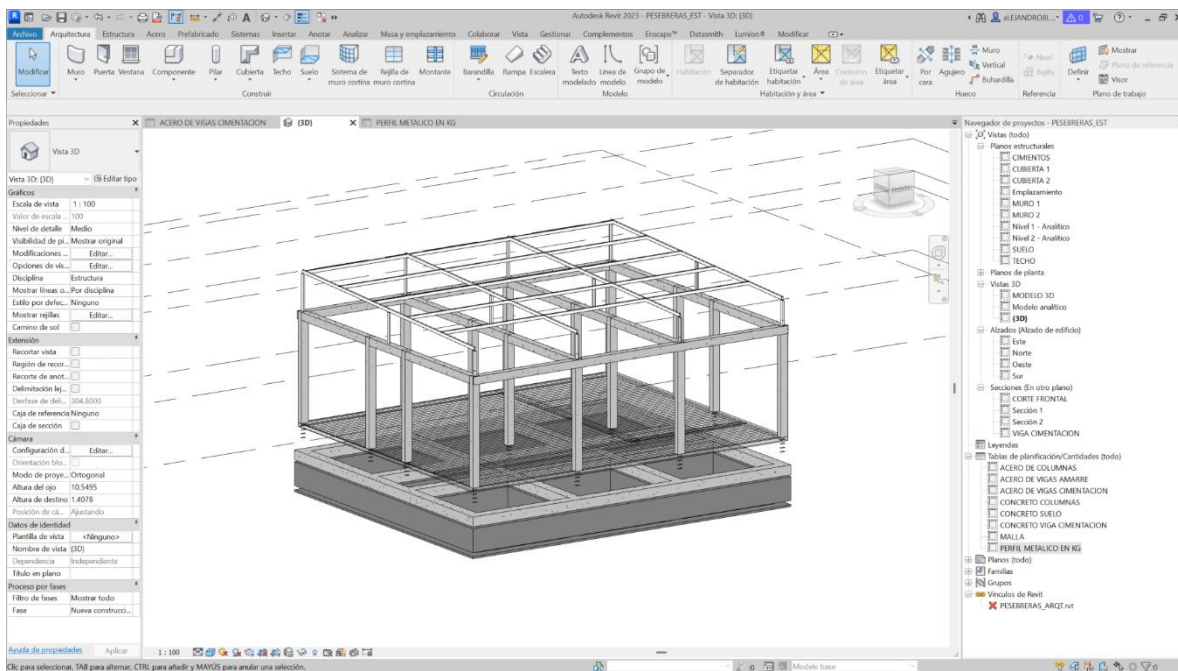 Autodesk Revit 2023 - PESEBRERAS_EST - Vista 3D: {3D}
aLEJANDROBL...
Archivo Arquitectura Estructura Acero Prefabricado Sistemas Insertar Anotar Analizar Masa y emplazamiento Colaborar Vista Gestionar Complementos Enscape™ Datasmith Lumion® Modificar
Modificar
Muro Puerta Ventana Componente Pilar Cubierta Techo Suelo Sistema de muro cortina Rejilla de muro cortina Montante
Barandilla Rampa Escalera
Texto modelado Línea de modelo Grupo de modelo
Habitación Separador de habitación Etiquetar habitación Área Contorno de área Etiquetar área
Por cara Agujero Muro Vertical Buhardilla
Nivel Rejilla
Definir Mostrar Plano de referencia Visor
Seleccionar Construir Circulación Modelo Habitación y área Hueco Referencia Plano de trabajo
Propiedades
ACERO DE VIGAS CIMENTACION
{3D}
PERFIL METALICO EN KG
Vista 3D
Vista 3D: {3D} Editar tipo
Gráficos
Escala de vista 1 : 100
Valor de escala ... 100
Nivel de detalle Medio
Visibilidad de pi... Mostrar original
Modificaciones ... Editar...
Opciones de vis... Editar...
Disciplina Estructura
Mostrar líneas o... Por disciplina
Estilo por defec... Ninguno
Mostrar rejillas Editar...
Camino de sol
Extensión
Recortar vista
Región de recor...
Recorte de anot...
Delimitación lej...
Desfase de deli... 304.8000
Caja de referencia Ninguno
Caja de sección
Cámara
Configuración d... Editar...
Orientación blo...
Modo de proye... Ortogonal
Altura del ojo 10.5495
Altura de destino 1.4078
Posición de cá... Ajustando
Datos de identidad
Plantilla de vista <Ninguno>
Nombre de vista {3D}
Dependencia Independiente
Título en plano
Proceso por fases
Filtro de fases Mostrar todo
Fase Nueva construcci...
Ayuda de propiedades Aplicar
FRONTAL
Navegador de proyectos - PESEBRERAS_EST
Vistas (todo)
Planos estructurales
CIMIENTOS
CUBIERTA 1
CUBIERTA 2
Emplazamiento
MURO 1
MURO 2
Nivel 1 - Analítico
Nivel 2 - Analítico
SUELO
TECHO
Planos de planta
Vistas 3D
MODELO 3D
Modelo analítico
{3D}
Alzados (Alzado de edificio)
Este
Norte
Oeste
Sur
Secciones (En otro plano)
CORTE FRONTAL
Sección 1
Sección 2
VIGA CIMENTACION
Leyendas
Tablas de planificación/Cantidades (todo)
ACERO DE COLUMNAS
ACERO DE VIGAS AMARRE
ACERO DE VIGAS CIMENTACION
CONCRETO COLUMNAS
CONCRETO SUELO
CONCRETO VIGA CIMENTACION
MALLA
PERFIL METALICO EN KG
Planos (todo)
Familias
Grupos
Vínculos de Revit
PESEBRERAS_ARQT.rvt
1 : 100
Clic para seleccionar, TAB para alternar, CTRL para añadir y MAYÚS para anular una selección.
:0
Modelo base
:0